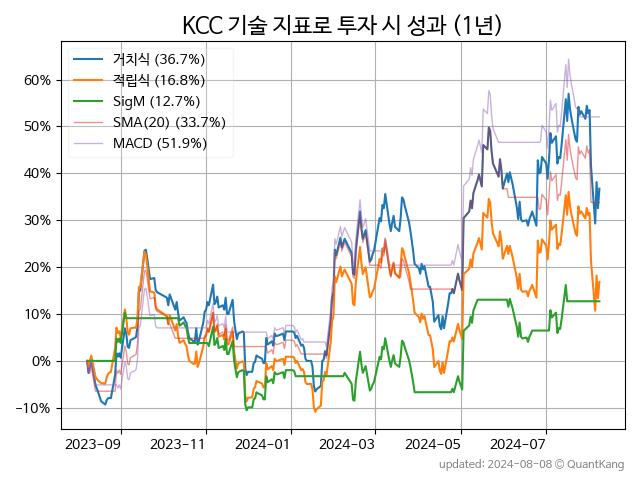 KCC 기술 지표로 투자 시 성과 (1년)
거치식 (36.7%)
적립식 (16.8%)
SigM (12.7%)
SMA(20) (33.7%)
MACD (51.9%)
60%
50%
40%
30%
20%
10%
0%
−10%
2023-09
2023-11
2024-01
2024-03
2024-05
2024-07
updated: 2024-08-08 © QuantKang